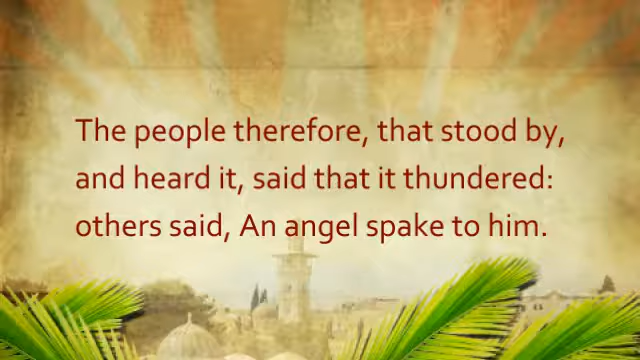 The people therefore, that stood by,
and heard it, said that it thundered:
others said, An angel spake to him.